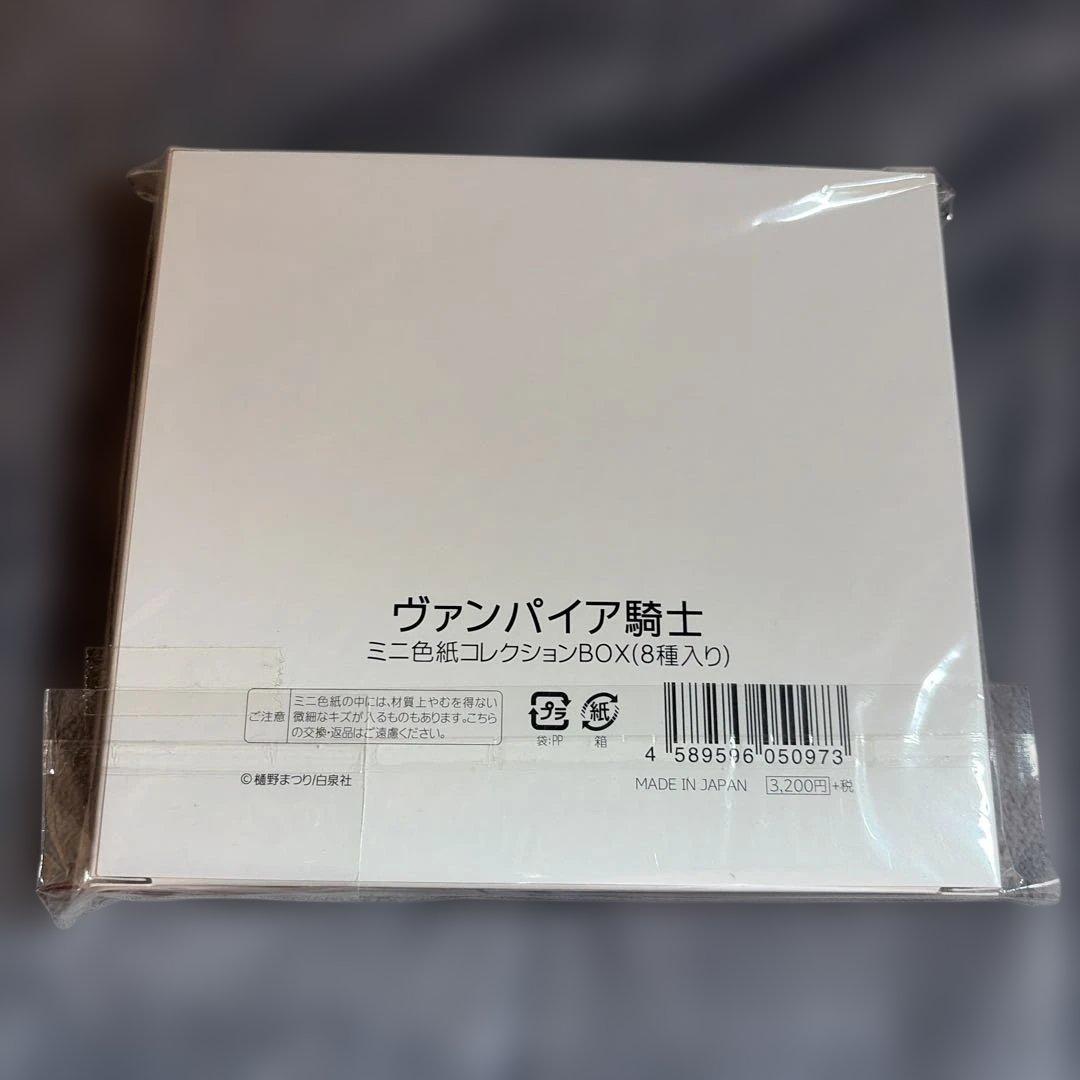 ヴァンパイア騎士
ミニ色紙コレクションBOX(8種入り)
ご注意
ミニ色紙の中には、材質上やむを得ない
微細なキズが入るものもあります。こちら
の交換・返品はご遠慮ください。
プラ
袋:PP
紙
箱
4 589596 050973
©樋野まつり/白泉社
MADE IN JAPAN 3,200円+税